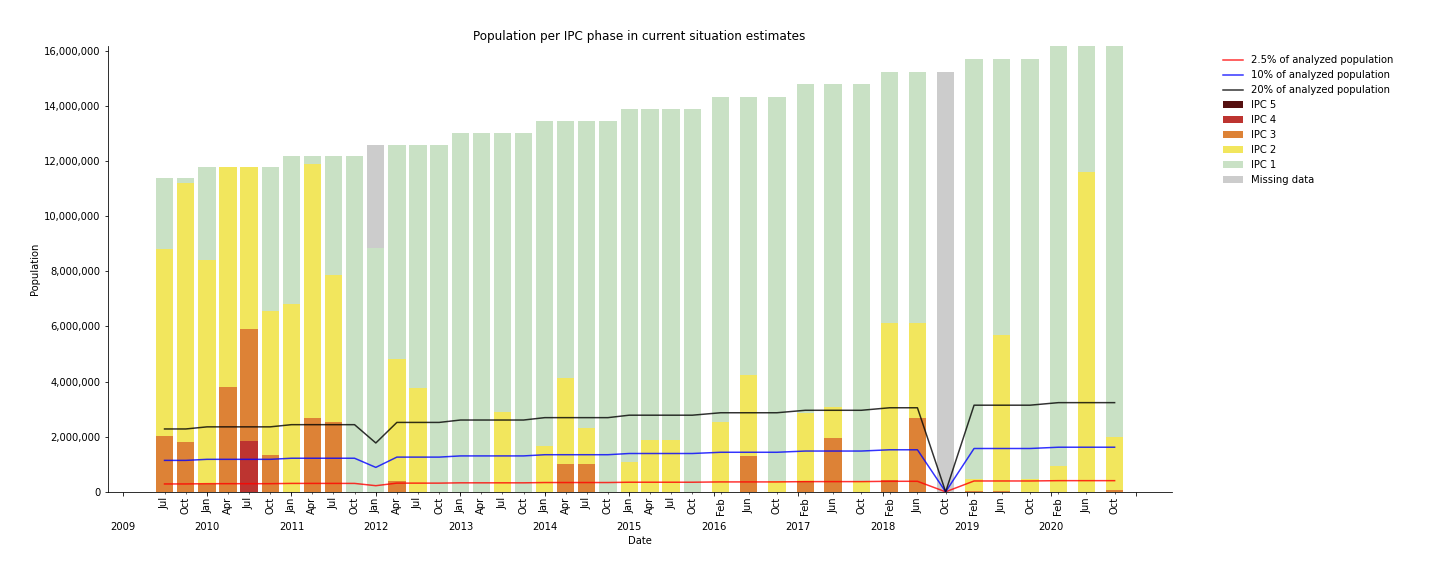 Population per IPC phase in current situation estimates
16,000,000
14,000,000
12,000,000
10,000,000
8,000,000
6,000,000
4,000,000
2,000,000
0
Population
Jul Oct Jan Apr Jul Oct Jan Apr Jul Oct Jan Apr Jul Oct Jan Apr Jul Oct Jan Apr Jul Oct Jan Apr Jul Oct Feb Jun Oct Feb Jun Oct Feb Jun Oct Feb Jun Oct Feb Jun Oct
2009 2010 2011 2012 2013 2014 2015 2016 2017 2018 2019 2020
Date
2.5% of analyzed population
10% of analyzed population
20% of analyzed population
IPC 5
IPC 4
IPC 3
IPC 2
IPC 1
Missing data